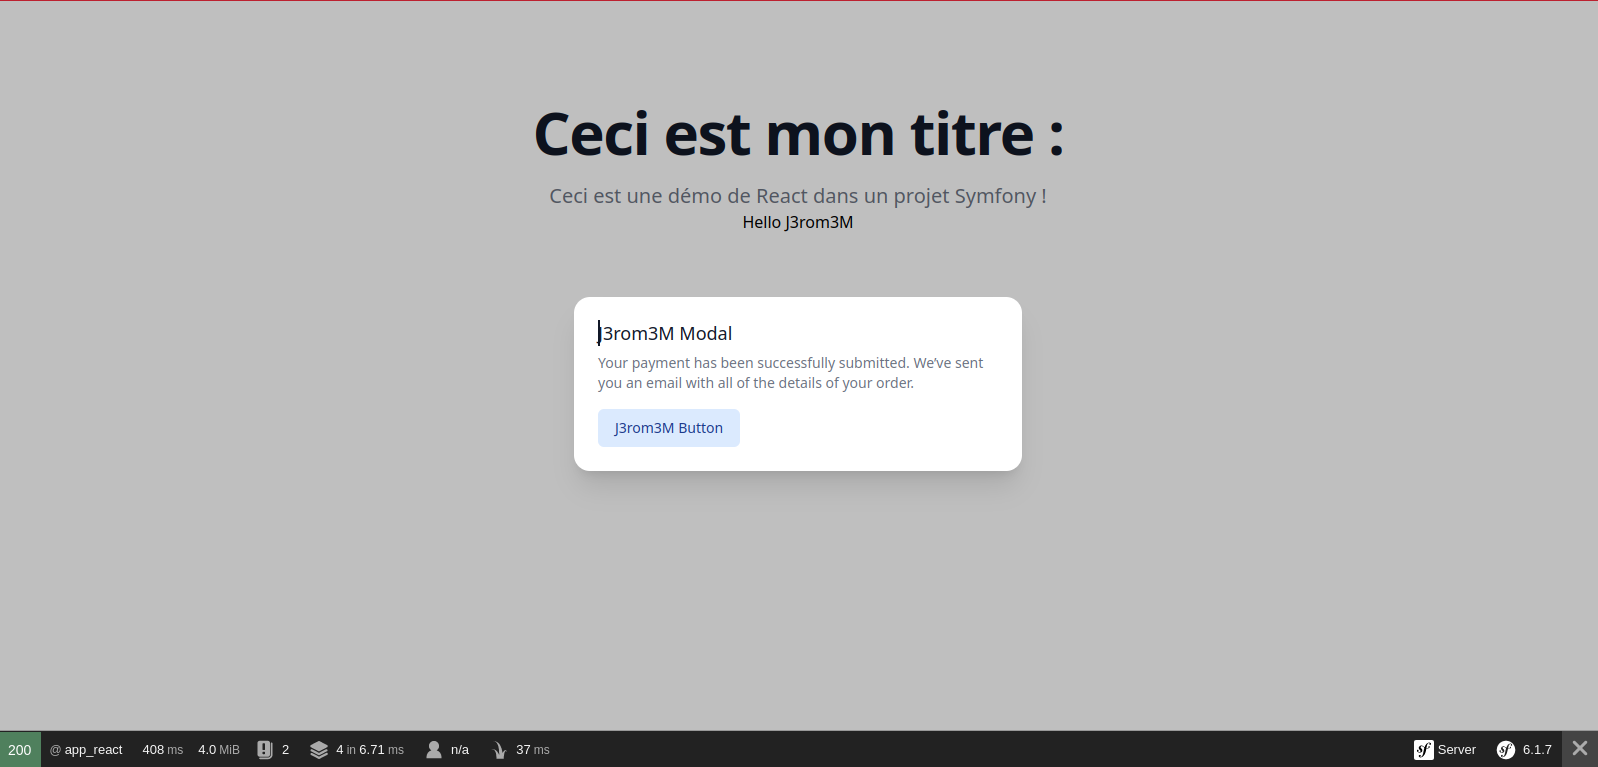 Ceci est mon titre :
Ceci est une démo de React dans un projet Symfony !
Hello J3rom3M
J3rom3M Modal
Your payment has been successfully submitted. We’ve sent
you an email with all of the details of your order.
J3rom3M Button
200 @ app_react 408 ms 4.0 MiB 2 4 in 6.71 ms n/a 37 ms sf Server sf 6.1.7